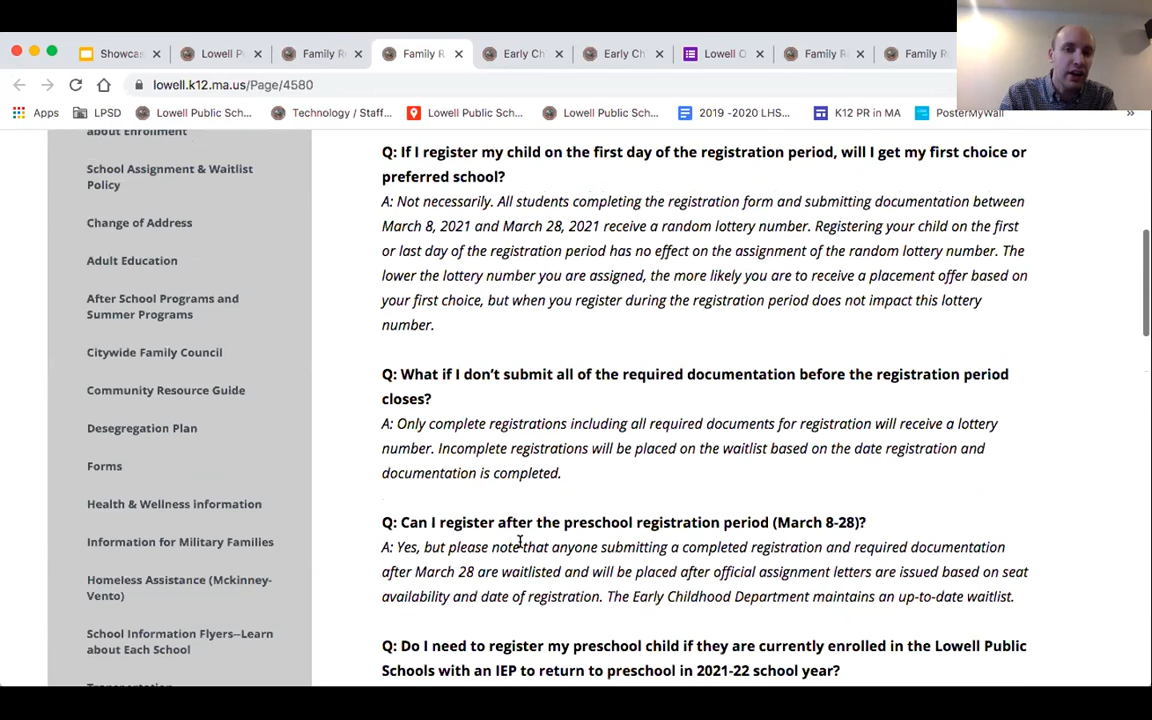 Showcas
Lowell P
Family R
Family R
Early Ch
Early Ch
Lowell O
Family R
Family R
lowell.k12.ma.us/Page/4580
Apps
LPSD
Lowell Public Sch...
Technology / Staff...
Lowell Public Sch...
Lowell Public Sch...
2019 -2020 LHS...
K12 PR in MA
PosterMyWall
»
about Enrollment
School Assignment & Waitlist
Policy
Change of Address
Adult Education
After School Programs and
Summer Programs
Citywide Family Council
Community Resource Guide
Desegregation Plan
Forms
Health & Wellness information
Information for Military Families
Homeless Assistance (Mckinney-
Vento)
School Information Flyers--Learn
about Each School
Transportation
Q: If I register my child on the first day of the registration period, will I get my first choice or
preferred school?
A: Not necessarily. All students completing the registration form and submitting documentation between
March 8, 2021 and March 28, 2021 receive a random lottery number. Registering your child on the first
or last day of the registration period has no effect on the assignment of the random lottery number. The
lower the lottery number you are assigned, the more likely you are to receive a placement offer based on
your first choice, but when you register during the registration period does not impact this lottery
number.
Q: What if I don’t submit all of the required documentation before the registration period
closes?
A: Only complete registrations including all required documents for registration will receive a lottery
number. Incomplete registrations will be placed on the waitlist based on the date registration and
documentation is completed.
Q: Can I register after the preschool registration period (March 8-28)?
A: Yes, but please note that anyone submitting a completed registration and required documentation
after March 28 are waitlisted and will be placed after official assignment letters are issued based on seat
availability and date of registration. The Early Childhood Department maintains an up-to-date waitlist.
Q: Do I need to register my preschool child if they are currently enrolled in the Lowell Public
Schools with an IEP to return to preschool in 2021-22 school year?